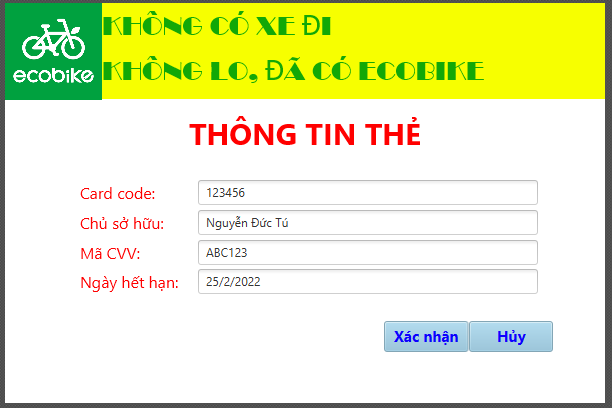 KHÔNG CÓ XE ĐI
KHÔNG LO, ĐÃ CÓ ECOBIKE
ecobike
THÔNG TIN THẺ
Card code: 123456
Chủ sở hữu: Nguyễn Đức Tú
Mã CVV: ABC123
Ngày hết hạn: 25/2/2022
Xác nhận Hủy